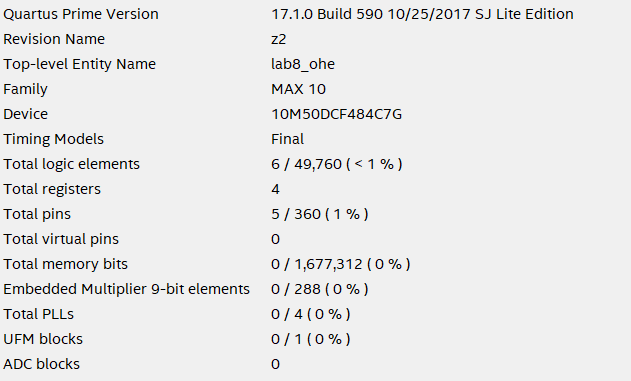 Quartus Prime Version 17.1.0 Build 590 10/25/2017 SJ Lite Edition
Revision Name z2
Top-level Entity Name lab8_ohe
Family MAX 10
Device 10M50DCF484C7G
Timing Models Final
Total logic elements 6 / 49,760 ( < 1 % )
Total registers 4
Total pins 5 / 360 ( 1 % )
Total virtual pins 0
Total memory bits 0 / 1,677,312 ( 0 % )
Embedded Multiplier 9-bit elements 0 / 288 ( 0 % )
Total PLLs 0 / 4 ( 0 % )
UFM blocks 0 / 1 ( 0 % )
ADC blocks 0